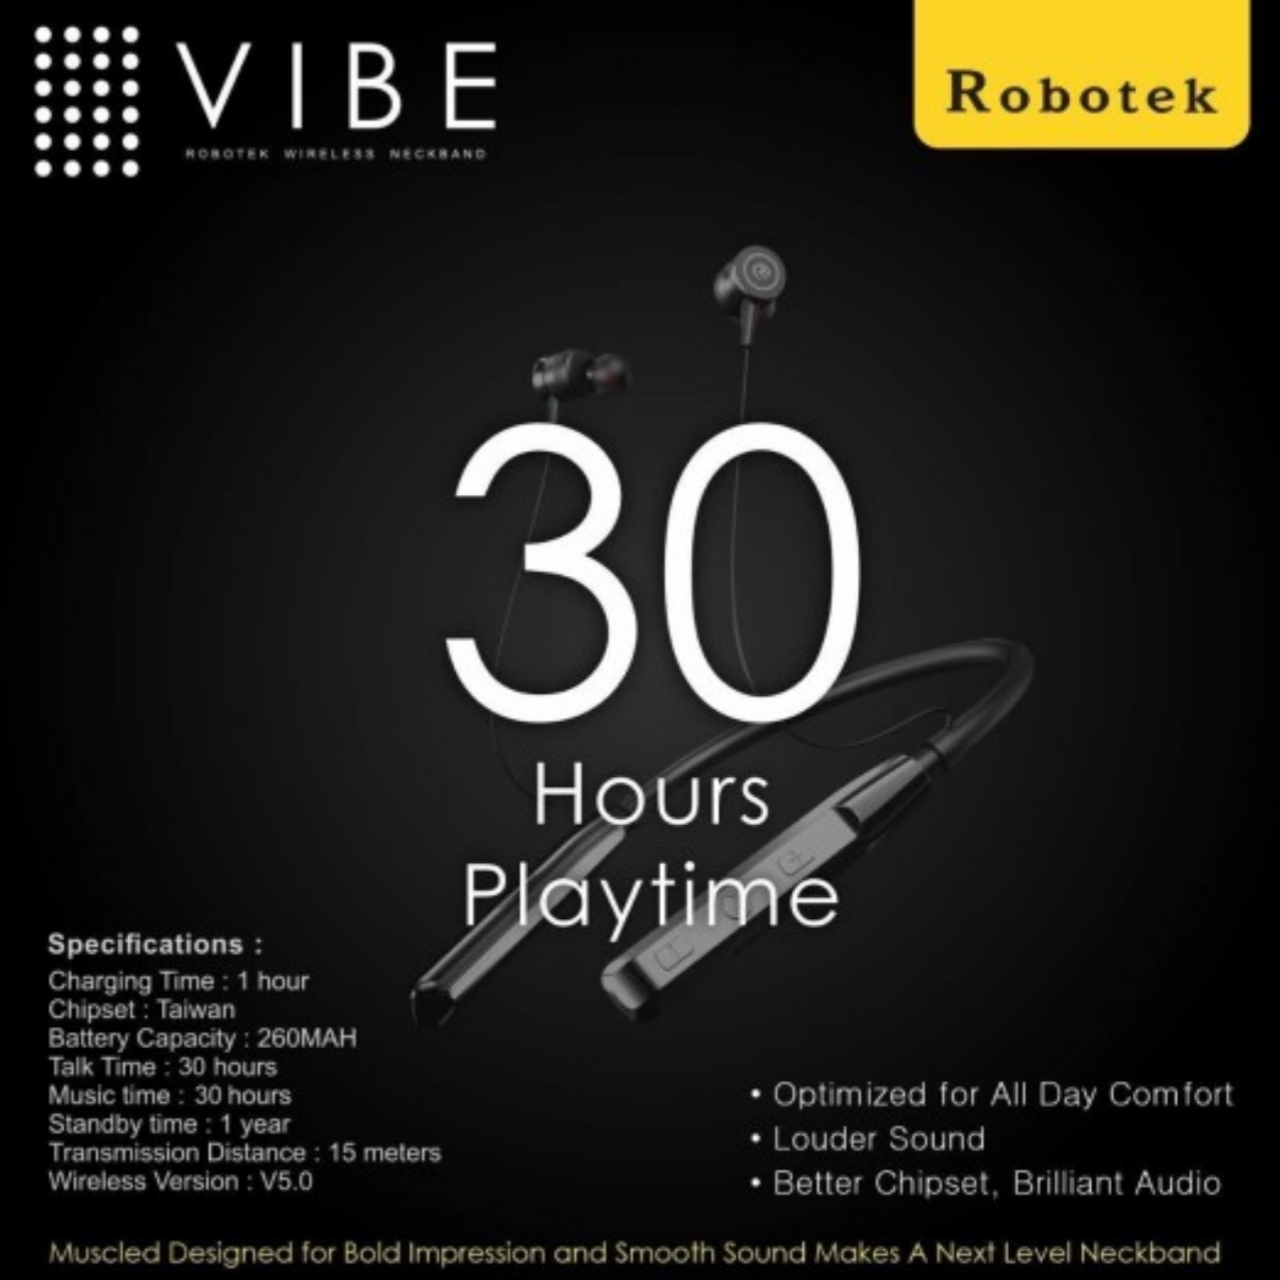 VIBE
ROBOTEK WIRELESS NECKBAND
Robotek
30
Hours
Playtime
Specifications :
Charging Time : 1 hour
Chipset : Taiwan
Battery Capacity : 260MAH
Talk Time : 30 hours
Music time : 30 hours
Standby time : 1 year
Transmission Distance : 15 meters
Wireless Version : V5.0
• Optimized for All Day Comfort
• Louder Sound
• Better Chipset, Brilliant Audio
Muscled Designed for Bold Impression and Smooth Sound Makes A Next Level Neckband